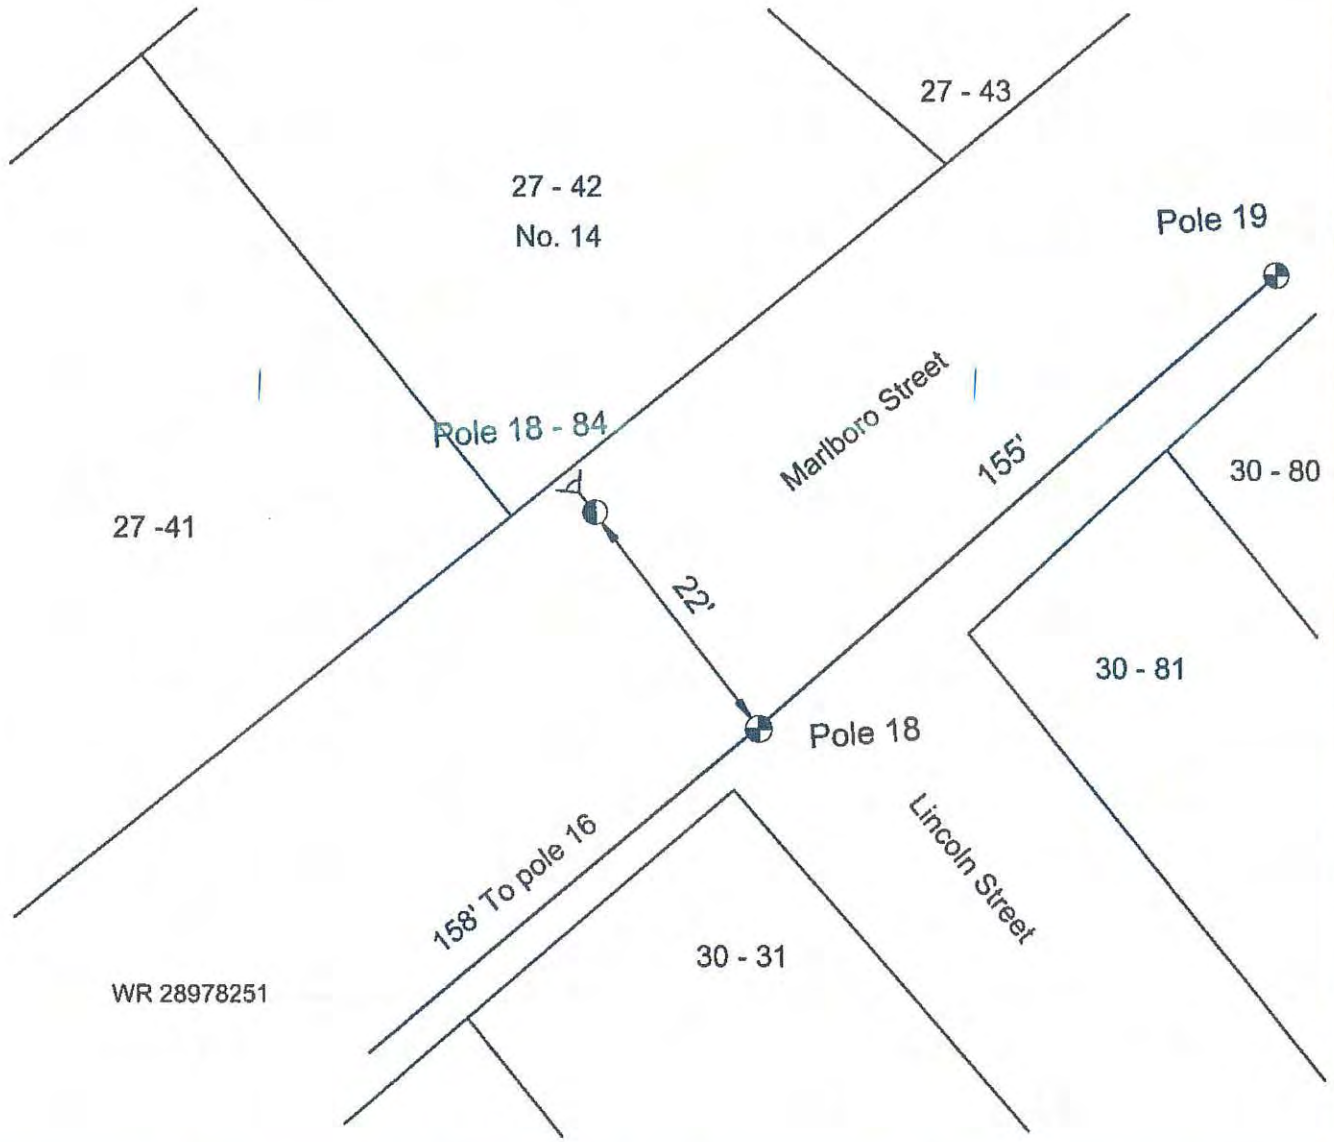 27 - 43
27 - 42
No. 14
Pole 19
Pole 18 - 84
Marlboro Street
155'
30 - 80
27 -41
22'
30 - 81
Pole 18
158' To pole 16
Lincoln Street
30 - 31
WR 28978251